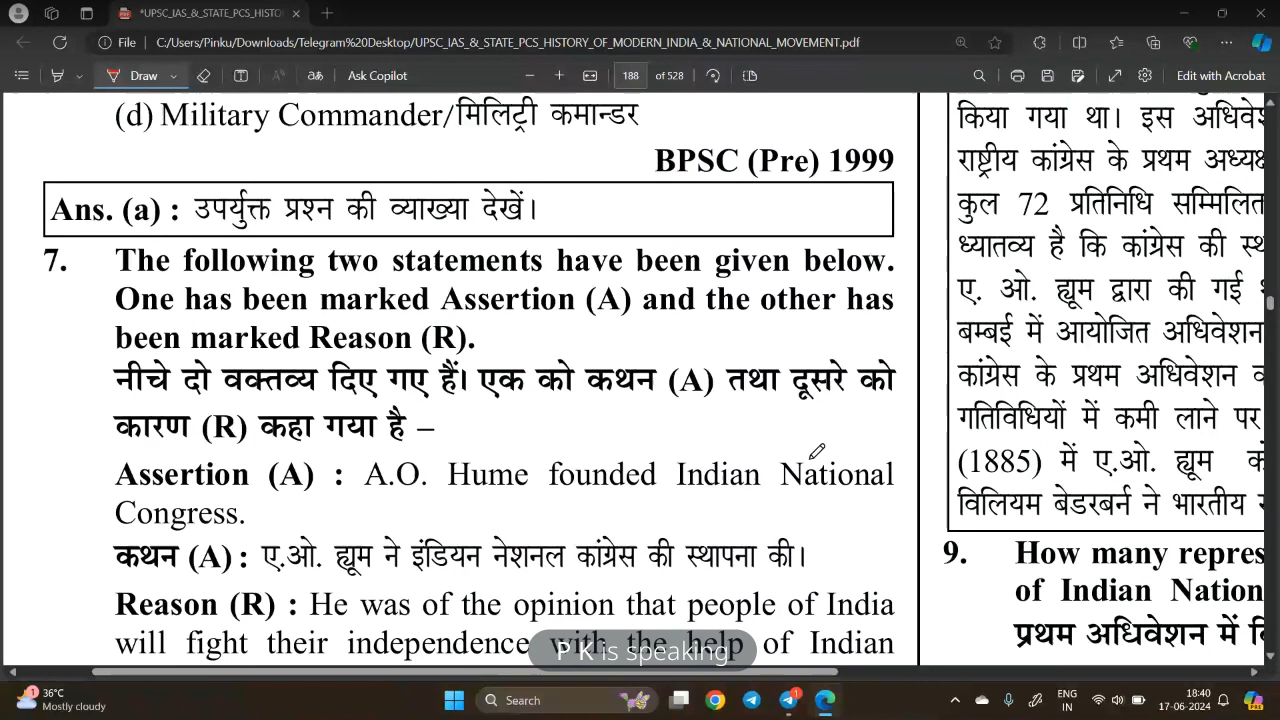 *UPSC_IAS_&_STATE_PCS_HISTO
File C:/Users/Pinku/Downloads/Telegram%20Desktop/UPSC_IAS_&_STATE_PCS_HISTORY_OF_MODERN_INDIA_&_NATIONAL_MOVEMENT.pdf
Draw Ask Copilot 188 of 528 Edit with Acrobat
(d) Military Commander/मिलिट्री कमान्डर
BPSC (Pre) 1999
Ans. (a) : उपर्युक्त प्रश्न की व्याख्या देखें।
7. The following two statements have been given below.
One has been marked Assertion (A) and the other has
been marked Reason (R).
नीचे दो वक्तव्य दिए गए हैं। एक को कथन (A) तथा दूसरे को
कारण (R) कहा गया है –
Assertion (A) : A.O. Hume founded Indian National
Congress.
कथन (A) : ए.ओ. ह्यूम ने इंडियन नेशनल कांग्रेस की स्थापना की।
Reason (R) : He was of the opinion that people of India
will fight their independence with the help of Indian
किया गया था। इस अधिवेश
राष्ट्रीय कांग्रेस के प्रथम अध्यक्ष
कुल 72 प्रतिनिधि सम्मिलित
ध्यातव्य है कि कांग्रेस की स्थ
ए. ओ. ह्यूम द्वारा की गई
बम्बई में आयोजित अधिवेशन
कांग्रेस के प्रथम अधिवेशन
गतिविधियों में कमी लाने पर
(1885) में ए.ओ. ह्यूम
विलियम बेडरबर्न ने भारतीय
9. How many repres
of Indian Nation
प्रथम अधिवेशन में
P K is speaking
36°C
Mostly cloudy
Search
ENG
IN
18:40
17-06-2024